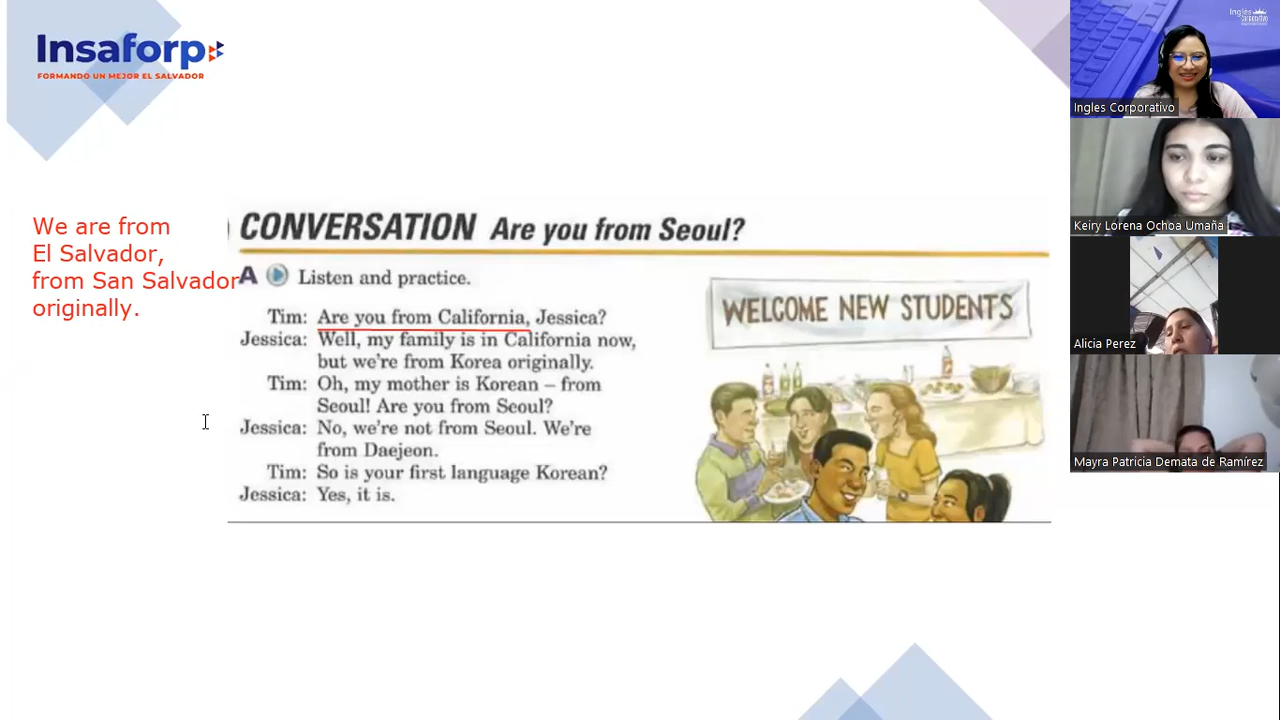 Insaforp
FORMANDO UN MEJOR EL SALVADOR
We are from
El Salvador,
from San Salvador
originally.
CONVERSATION Are you from Seoul?
A Listen and practice.
Tim: Are you from California, Jessica?
Jessica: Well, my family is in California now,
but we're from Korea originally.
Tim: Oh, my mother is Korean – from
Seoul! Are you from Seoul?
Jessica: No, we're not from Seoul. We're
from Daejeon.
Tim: So is your first language Korean?
Jessica: Yes, it is.
WELCOME NEW STUDENTS
Ingles
Ingles Corporativo
Keiry Lorena Ochoa Umaña
Alicia Perez
Mayra Patricia Demata de Ramírez